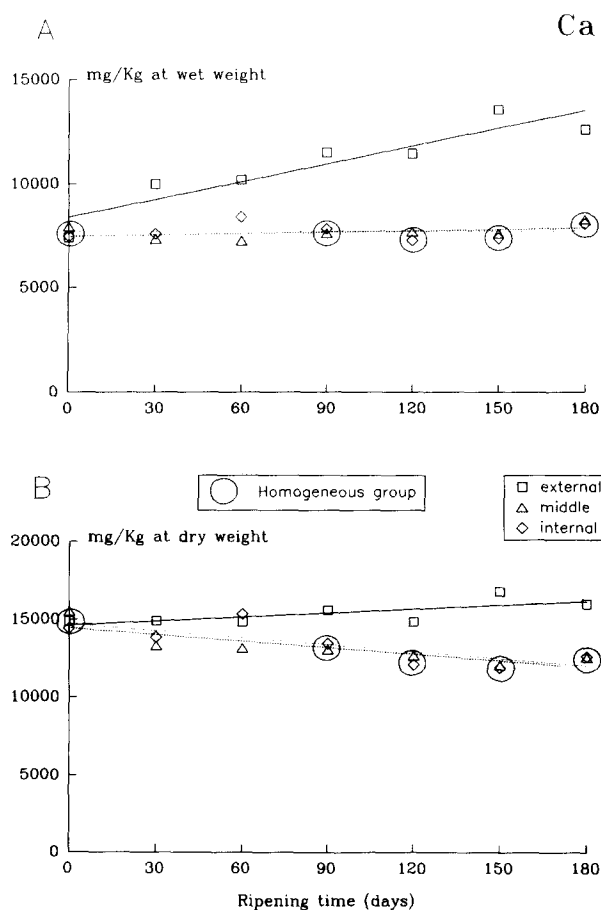 A
Ca
mg/Kg at wet weight
15000
10000
5000
0
0 30 60 90 120 150 180
B
Homogeneous group
external
middle
internal
mg/Kg at dry weight
20000
15000
10000
5000
0
0 30 60 90 120 150 180
Ripening time (days)